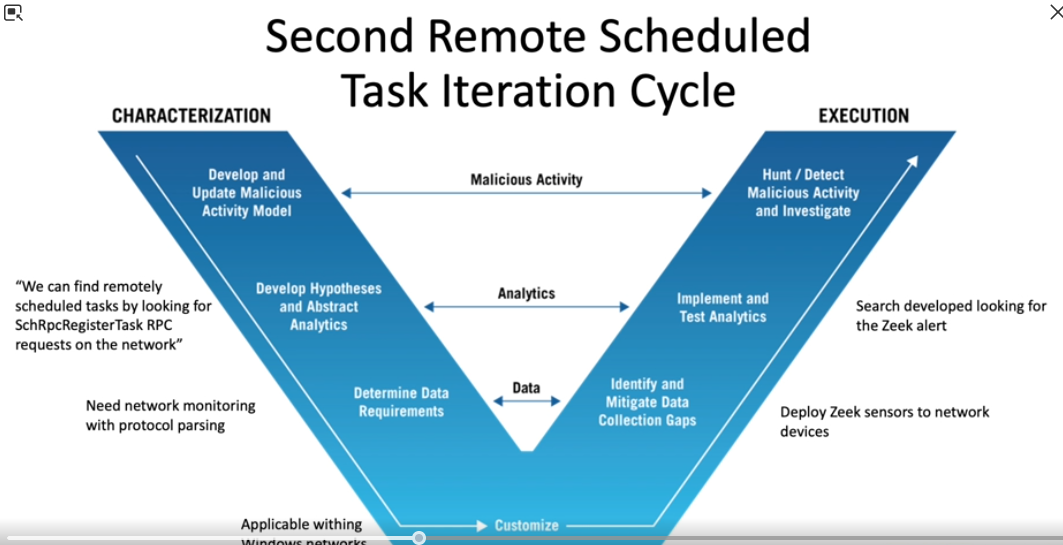 Second Remote Scheduled
Task Iteration Cycle
CHARACTERIZATION
EXECUTION
Develop and
Update Malicious
Activity Model
Malicious Activity
Hunt / Detect
Malicious Activity
and Investigate
“We can find remotely
scheduled tasks by looking for
SchRpcRegisterTask RPC
requests on the network”
Develop Hypotheses
and Abstract
Analytics
Analytics
Implement and
Test Analytics
Search developed looking for
the Zeek alert
Need network monitoring
with protocol parsing
Determine Data
Requirements
Data
Identify and
Mitigate Data
Collection Gaps
Deploy Zeek sensors to network
devices
Applicable withing
Windows networks
Customize